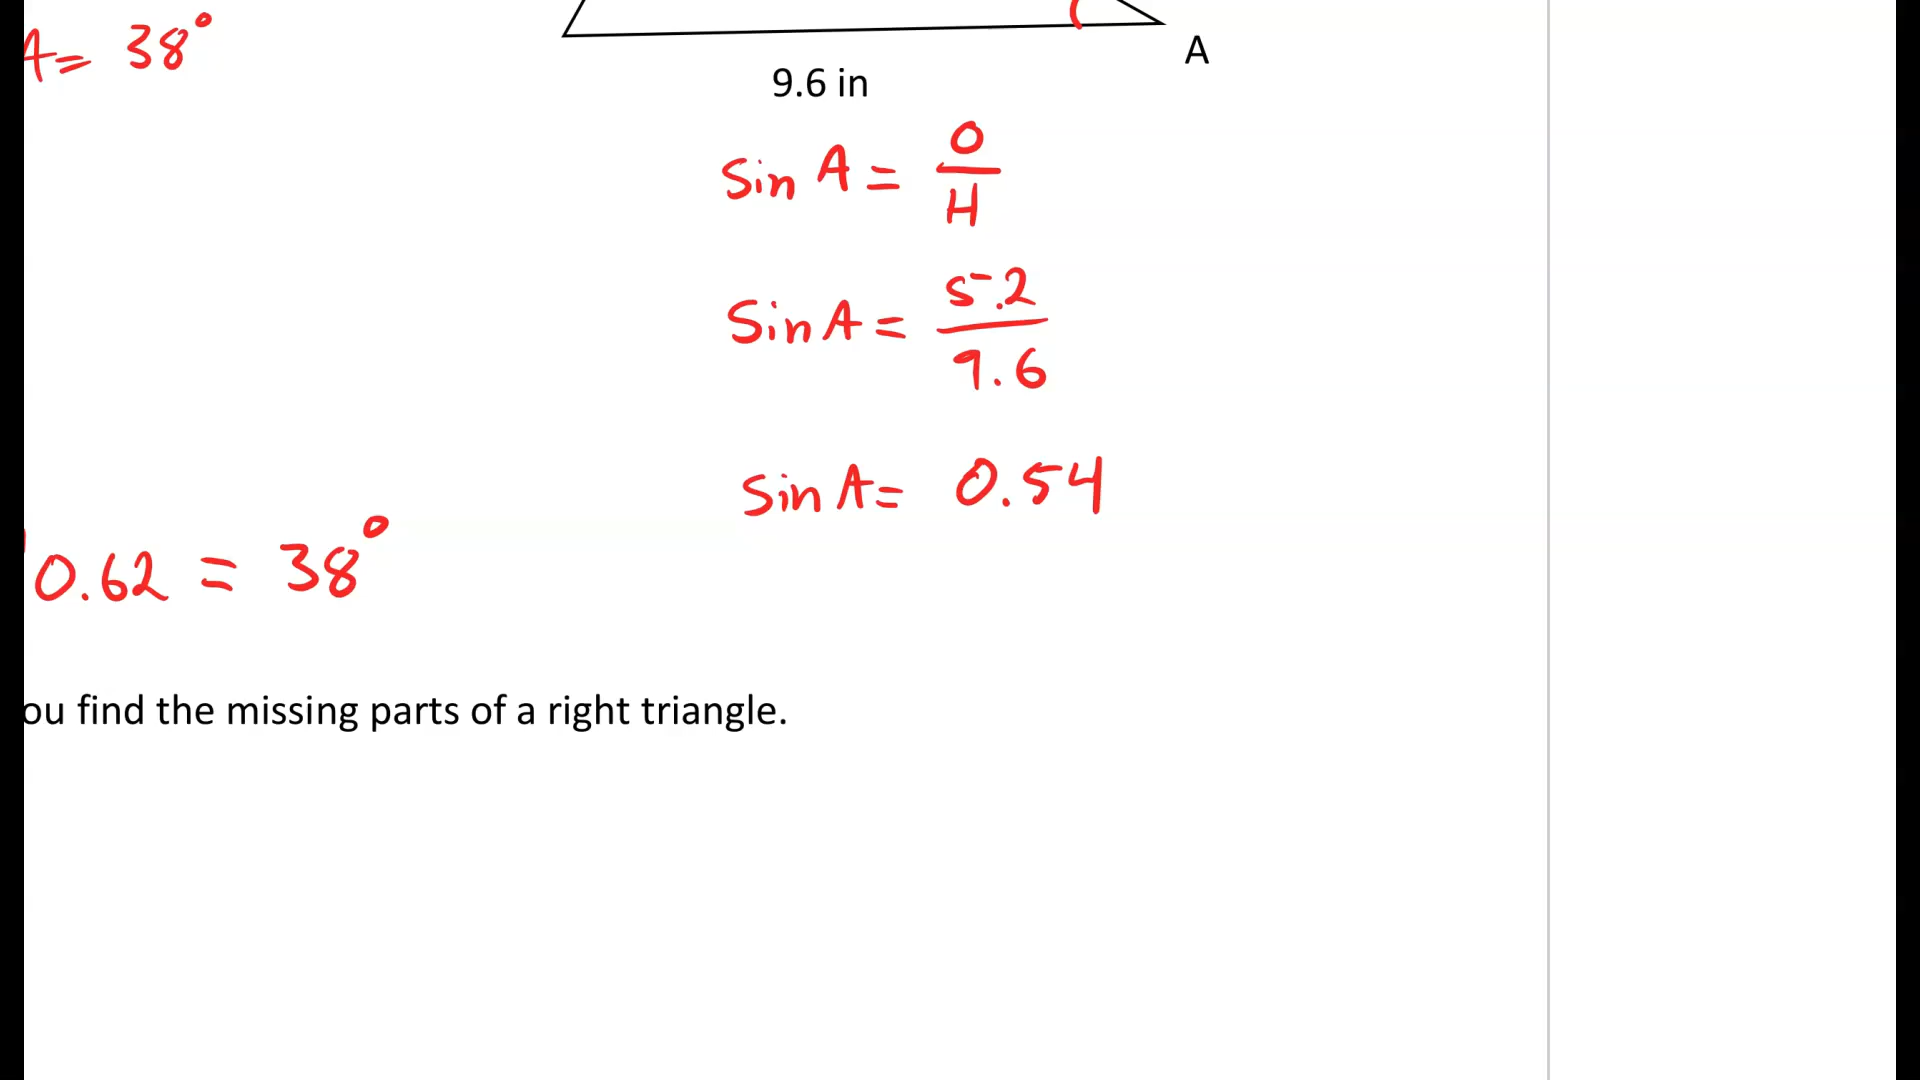 A = 38°
A
9.6 in
sin A = O/H
sin A = 5.2/9.6
sin A = 0.54
0.62 = 38°
ou find the missing parts of a right triangle.